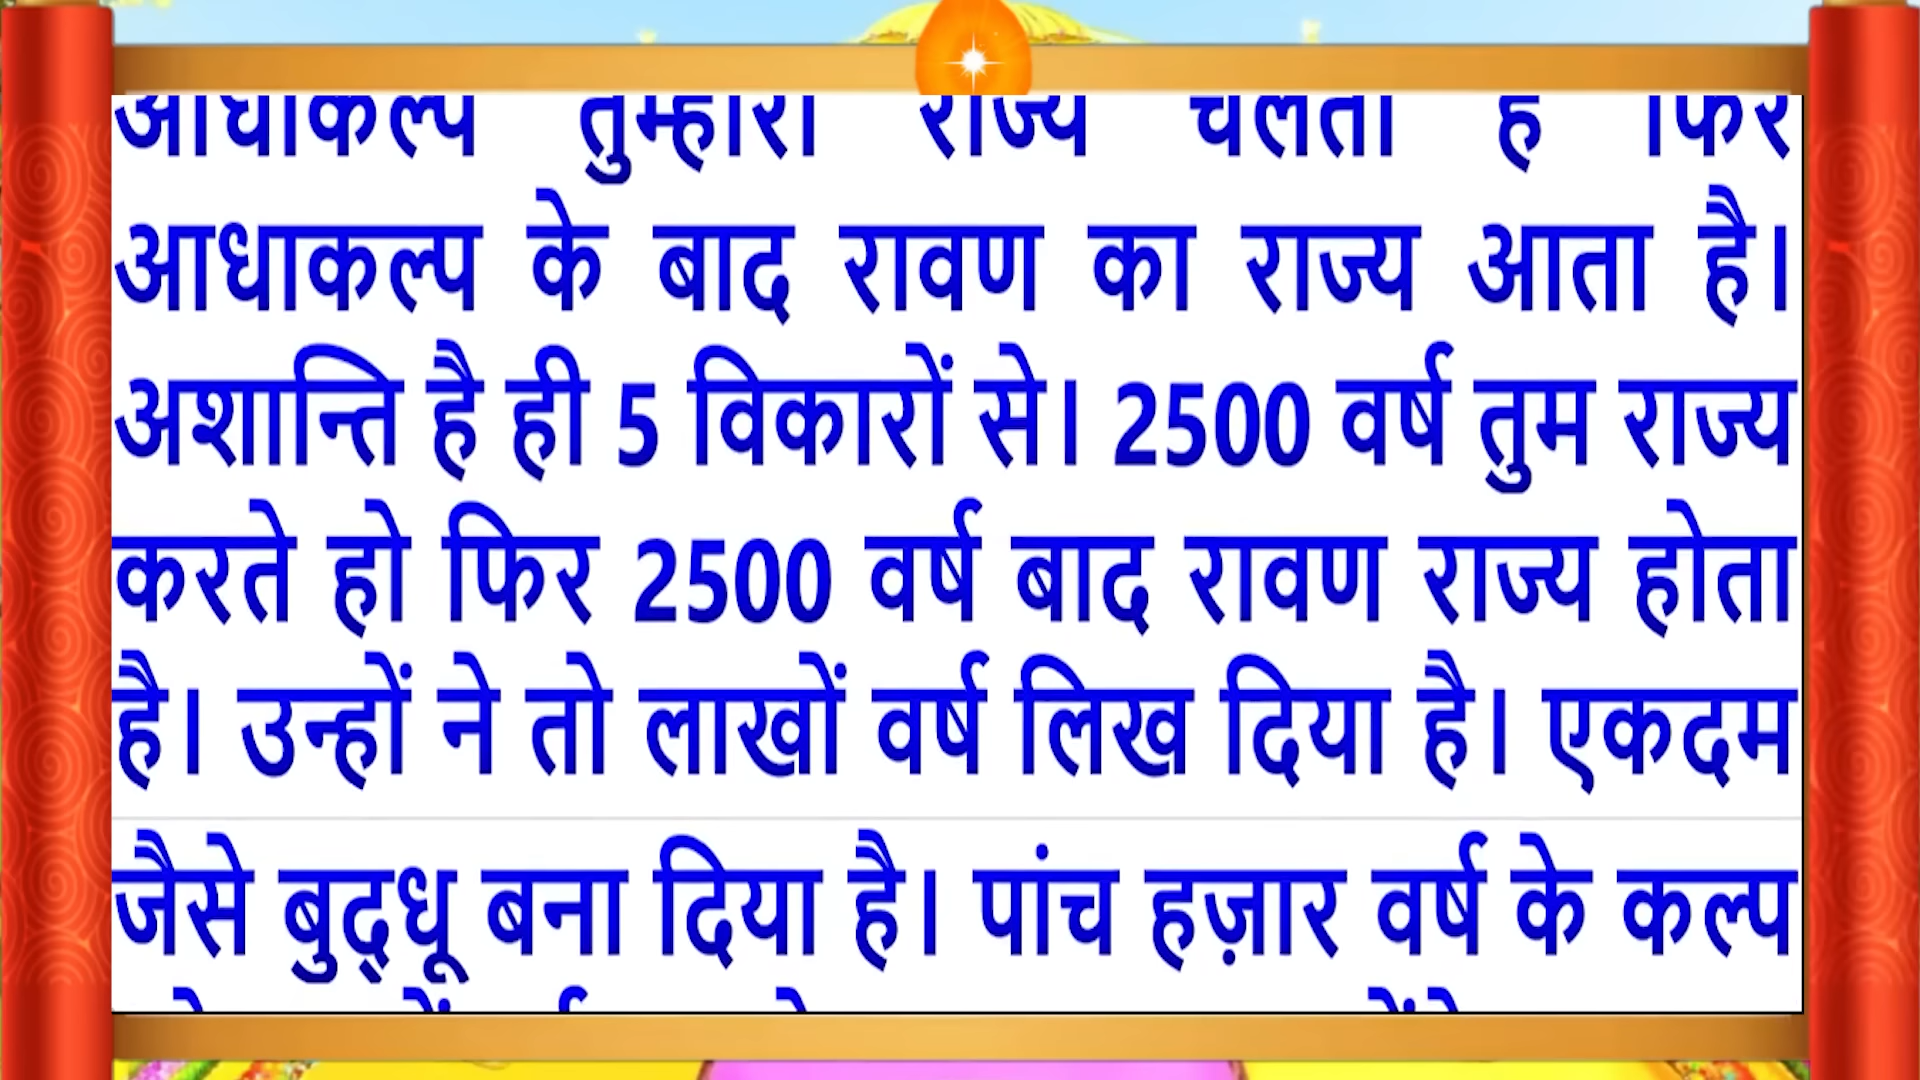 आधाकल्प तुम्हारा राज्य चलता है फिर
आधाकल्प के बाद रावण का राज्य आता है।
अशान्ति है ही 5 विकारों से। 2500 वर्ष तुम राज्य
करते हो फिर 2500 वर्ष बाद रावण राज्य होता
है। उन्हों ने तो लाखों वर्ष लिख दिया है। एकदम
जैसे बुद्धू बना दिया है। पांच हज़ार वर्ष के कल्प